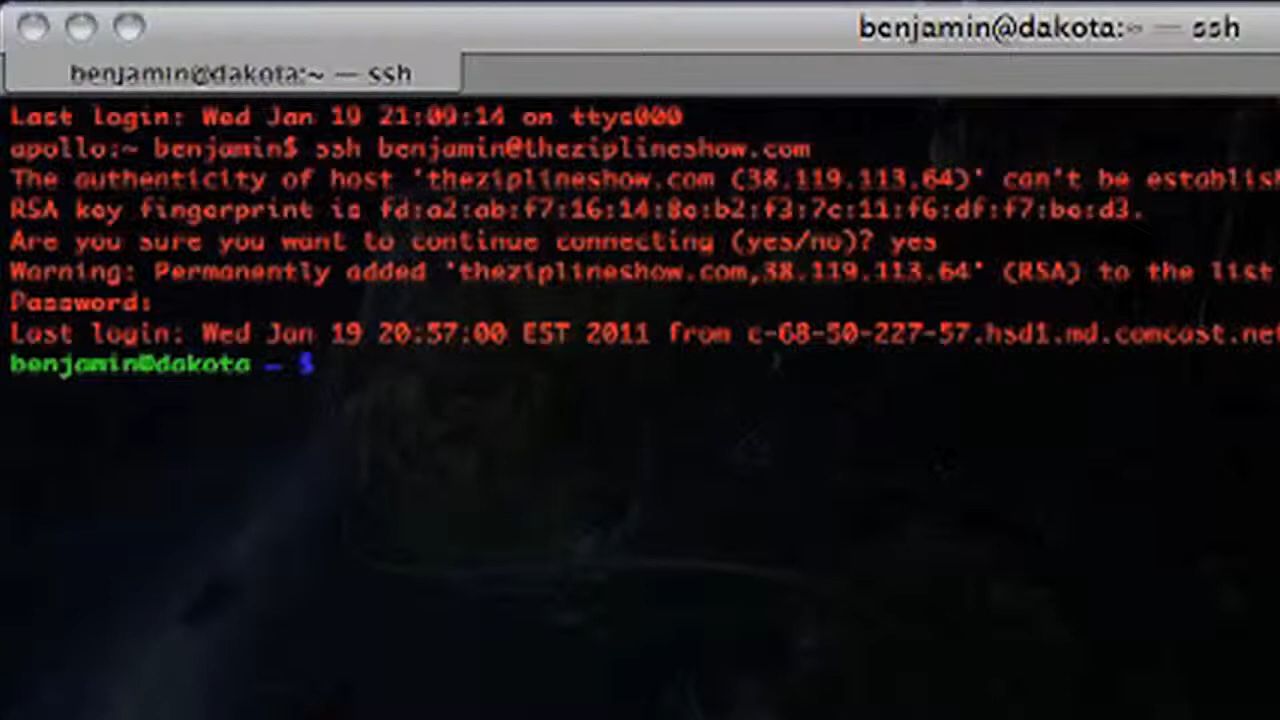 benjamin@dakota:~ — ssh
benjamin@dakota:~ — ssh
Last login: Wed Jan 19 21:09:14 on ttys000
apollo:~ benjamin$ ssh benjamin@theziplineshow.com
The authenticity of host 'theziplineshow.com (38.119.113.64)' can't be establish
RSA key fingerprint is fd:a2:ab:f7:16:14:8e:b2:f3:7c:11:f6:df:f7:be:d3.
Are you sure you want to continue connecting (yes/no)? yes
Warning: Permanently added 'theziplineshow.com,38.119.113.64' (RSA) to the list
Password:
Last login: Wed Jan 19 20:57:00 EST 2011 from c-68-50-227-57.hsd1.md.comcast.net
benjamin@dakota ~ $